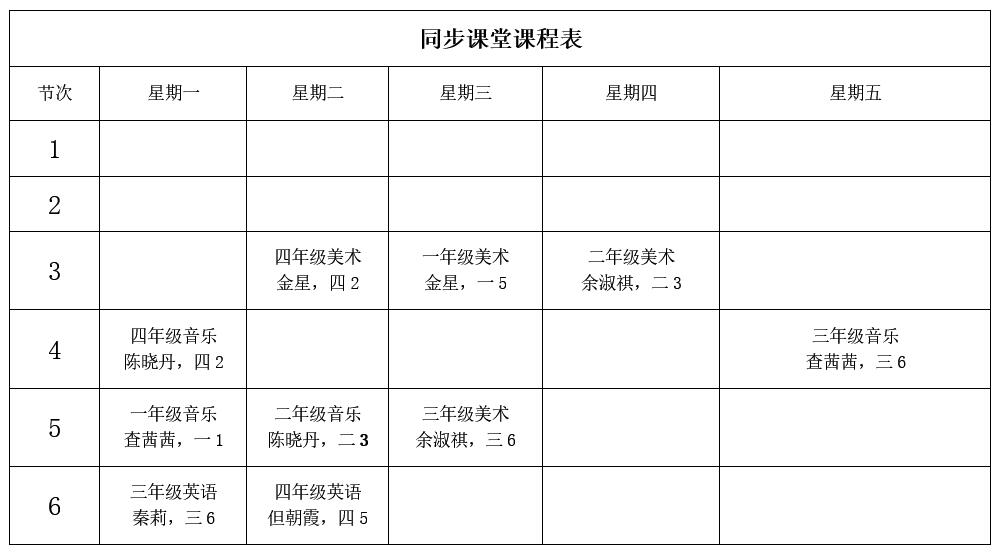 同步课堂课程表
节次 星期一 星期二 星期三 星期四 星期五
1
2
3 四年级美术 一年级美术 二年级美术
金星，四2 金星，一5 余淑祺，二3
4 四年级音乐 三年级音乐
陈晓丹，四2 查茜茜，三6
5 一年级音乐 二年级音乐 三年级美术
查茜茜，一1 陈晓丹，二3 余淑祺，三6
6 三年级英语 四年级英语
秦莉，三6 但朝霞，四5